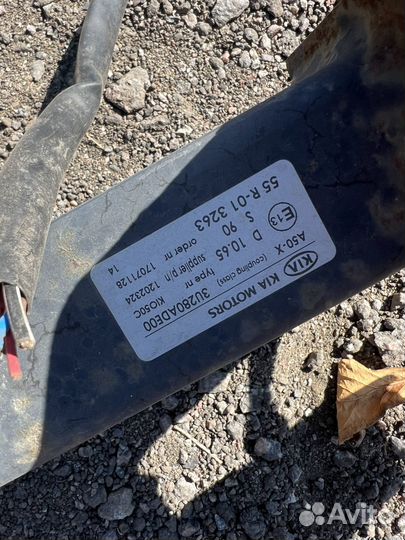 KIA KIA MOTORS
A50-X (coupling class) type nr 3U280ADE00
D 10.65 supplier p/n 1202324 KIO50C
S 90 order nr 17071128
14
E13 55 R-01 3263
Avito